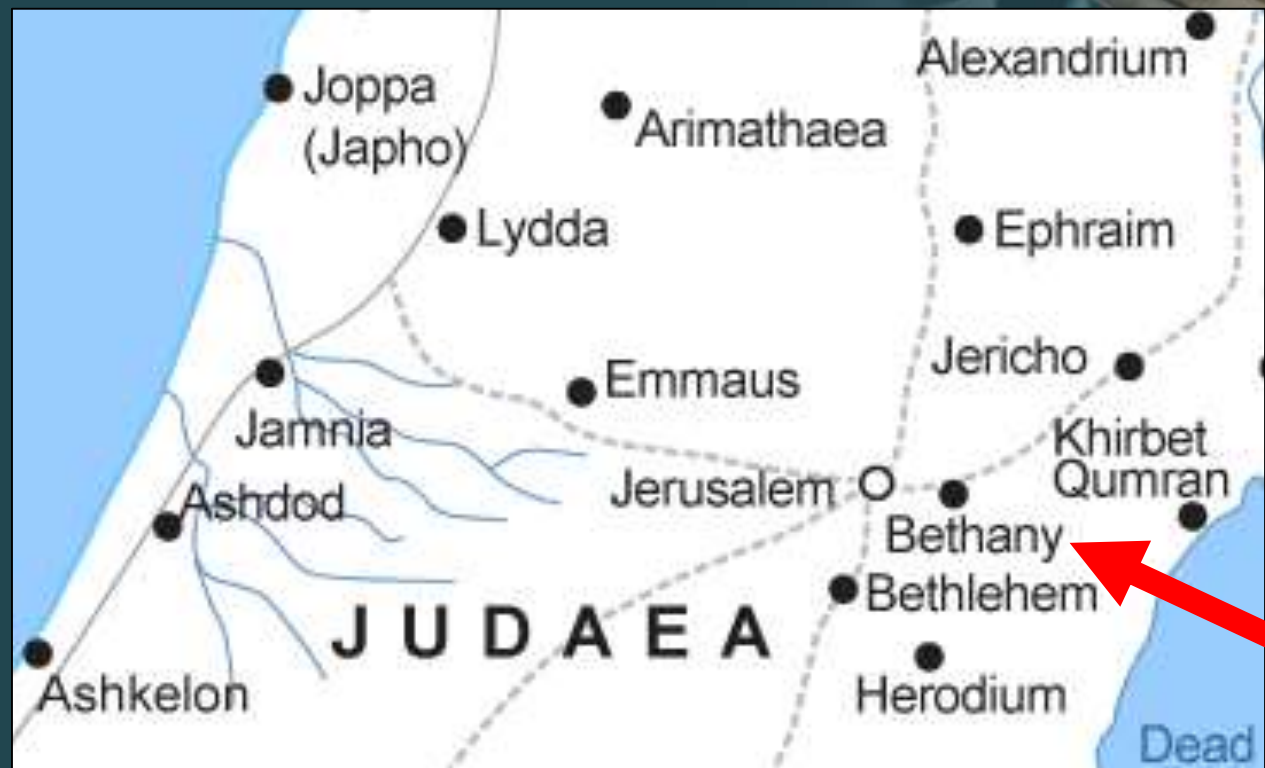 Alexandrium
Joppa
(Japho)
Arimathaea
Lydda
Ephraim
Jericho
Emmaus
Khirbet
Qumran
Jamnia
Jerusalem
Ashdod
Bethany
Bethlehem
JUDAEA
Ashkelon
Herodium
Dead